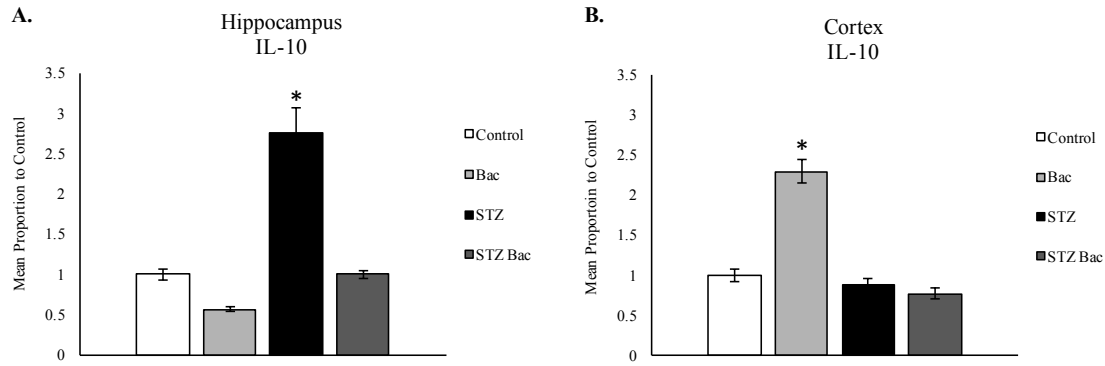 A.
Hippocampus
IL-10
Mean Proportion to Control
3.5
3
2.5
2
1.5
1
0.5
0
*
Control
Bac
STZ
STZ Bac
B.
Cortex
IL-10
Mean Proportoin to Control
3.5
3
2.5
2
1.5
1
0.5
0
*
Control
Bac
STZ
STZ Bac